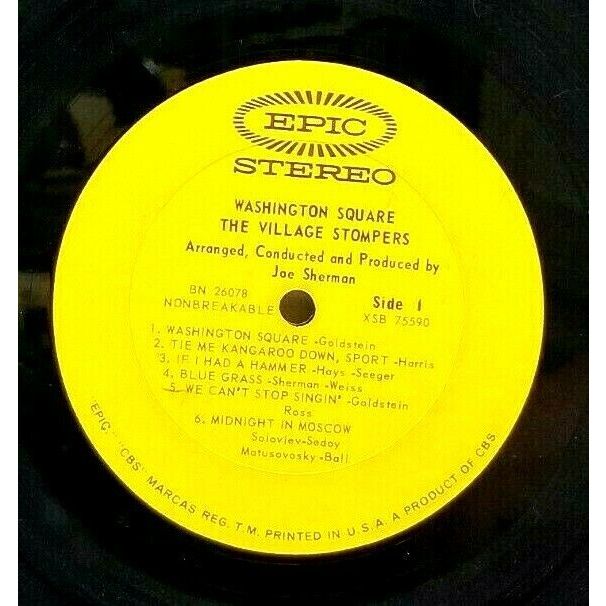 EPIC
STEREO
WASHINGTON SQUARE
THE VILLAGE STOMPERS
Arranged, Conducted and Produced by
Joe Sherman
BN 26078 Side 1
NONBREAKABLE XSB 75590
1. WASHINGTON SQUARE -Goldstein
2. TIE ME KANGAROO DOWN, SPORT -Harris
3. IF I HAD A HAMMER -Hays -Seeger
4. BLUE GRASS -Sherman -Weiss
5. WE CAN'T STOP SINGIN' -Goldstein
Ross
6. MIDNIGHT IN MOSCOW
Soloviev-Sedoy
Matusovosky -Ball
"EPIC," "CBS" MARCAS REG. T.M. PRINTED IN U.S.A. A PRODUCT OF CBS